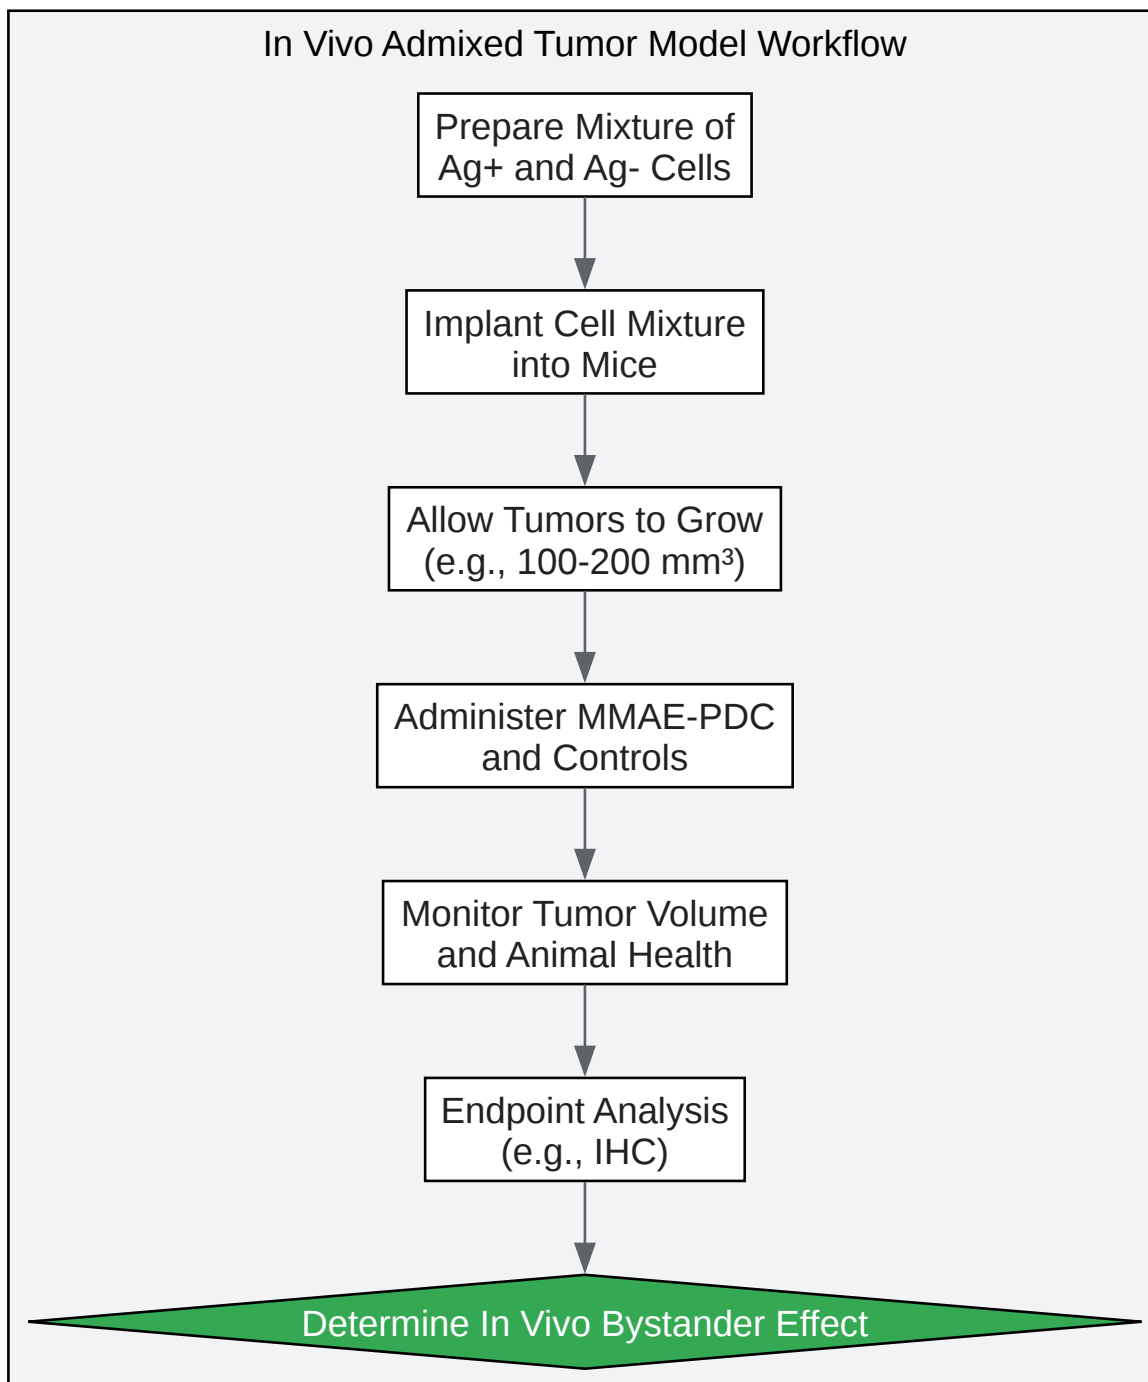 In Vivo Admixed Tumor Model Workflow
Prepare Mixture of
Ag+ and Ag- Cells
Implant Cell Mixture
into Mice
Allow Tumors to Grow
(e.g., 100-200 mm³)
Administer MMAE-PDC
and Controls
Monitor Tumor Volume
and Animal Health
Endpoint Analysis
(e.g., IHC)
Determine In Vivo Bystander Effect